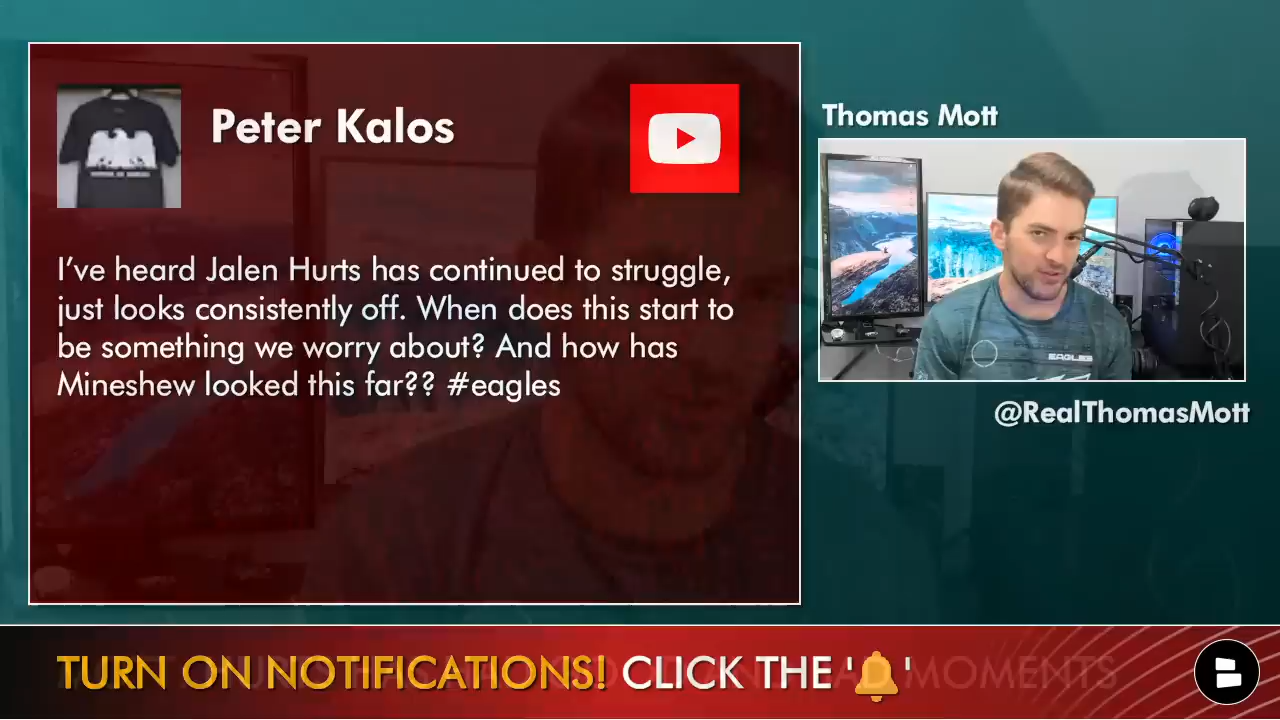 Peter Kalos
Thomas Mott
I've heard Jalen Hurts has continued to struggle,
just looks consistently off. When does this start to
be something we worry about? And how has
Mineshew looked this far?? #eagles
EAGLES
@RealThomasMott
TURN ON NOTIFICATIONS! CLICK THE ' ' MOMENTS